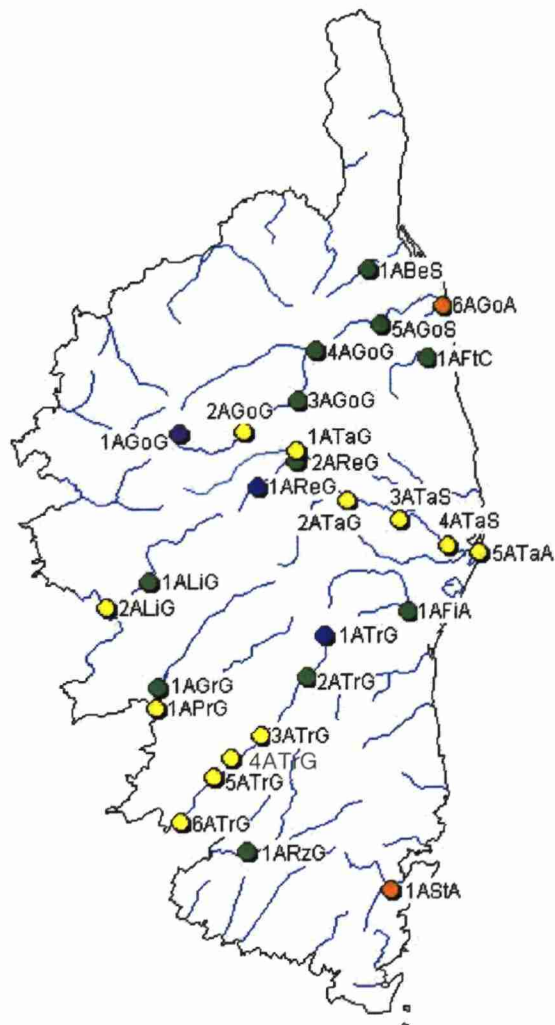 1ABeS
6AGoA
5AGoS
4AGoG
1AFtC
3AGoG
2AGoG
1AGoG
1ATaG
2AReG
1AReG
3ATaS
2ATaG
4ATaS
5ATaA
1ALiG
2ALiG
1AFiA
1ATrG
2ATrG
1AGrG
1APrG
3ATrG
4ATrG
5ATrG
6ATrG
1ARzG
1AStA